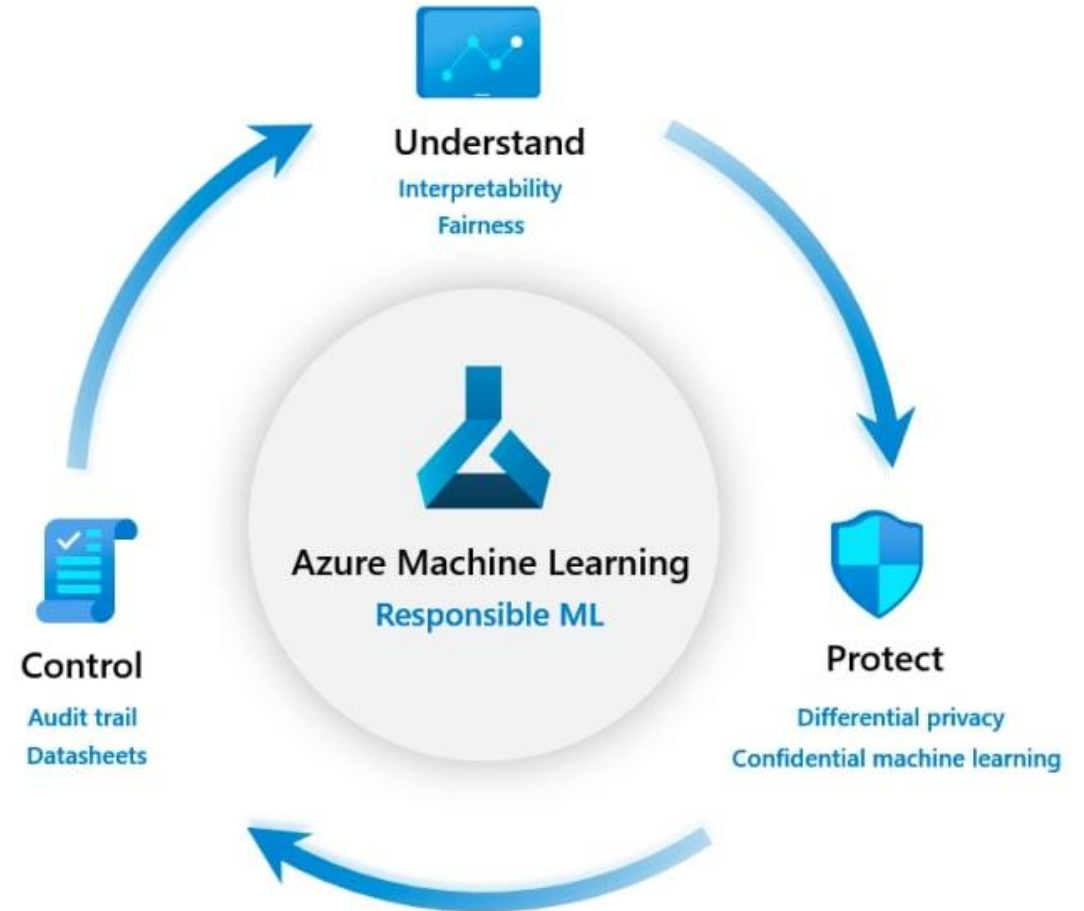 Understand
Interpretability
Fairness
Azure Machine Learning
Responsible ML
Control
Audit trail
Datasheets
Protect
Differential privacy
Confidential machine learning